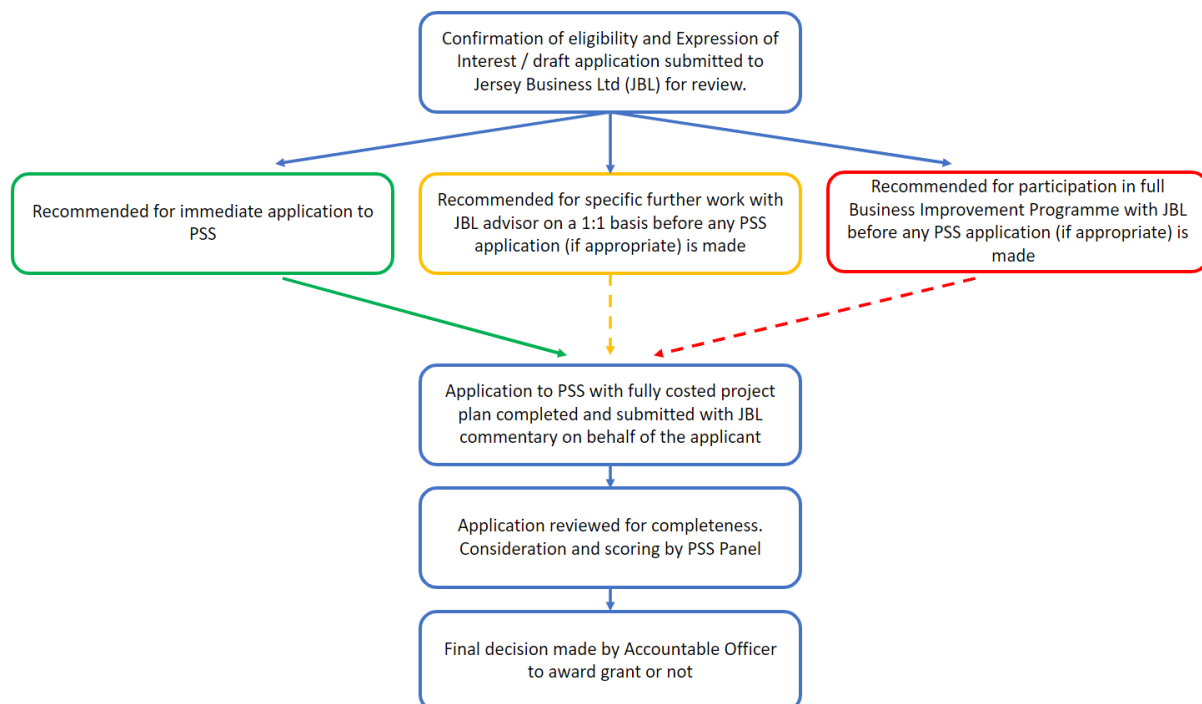 Confirmation of eligibility and Expression of
Interest / draft application submitted to
Jersey Business Ltd (JBL) for review.
Recommended for immediate application to
PSS
Recommended for specific further work with
JBL advisor on a 1:1 basis before any PSS
application (if appropriate) is made
Recommended for participation in full
Business Improvement Programme with JBL
before any PSS application (if appropriate) is
made
Application to PSS with fully costed project
plan completed and submitted with JBL
commentary on behalf of the applicant
Application reviewed for completeness.
Consideration and scoring by PSS Panel
Final decision made by Accountable Officer
to award grant or not